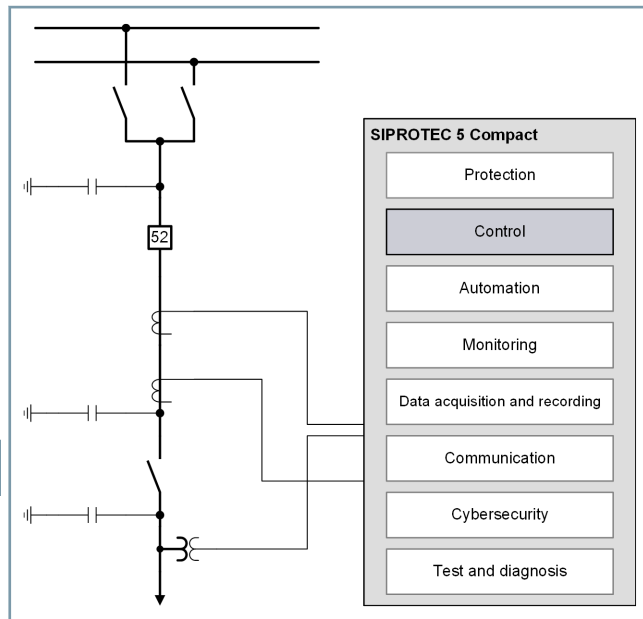 SIPROTEC 5 Compact
Protection
Control
52
Automation
Monitoring
Data acquisition and recording
Communication
Cybersecurity
Test and diagnosis